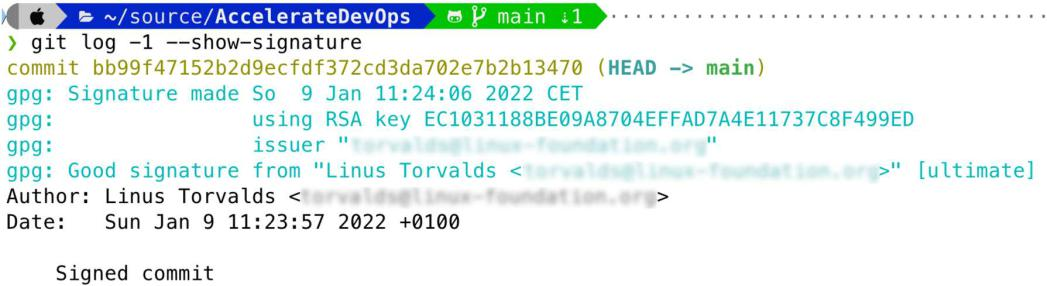 ~/source/AccelerateDevOps main ⇣1
❯ git log -1 --show-signature
commit bb99f47152b2d9ecfdf372cd3da702e7b2b13470 (HEAD -> main)
gpg: Signature made So  9 Jan 11:24:06 2022 CET
gpg:                using RSA key EC1031188BE09A8704EFFAD7A4E11737C8F499ED
gpg:                issuer ""
gpg: Good signature from "Linus Torvalds <>" [ultimate]
Author: Linus Torvalds <>
Date:   Sun Jan 9 11:23:57 2022 +0100
    Signed commit